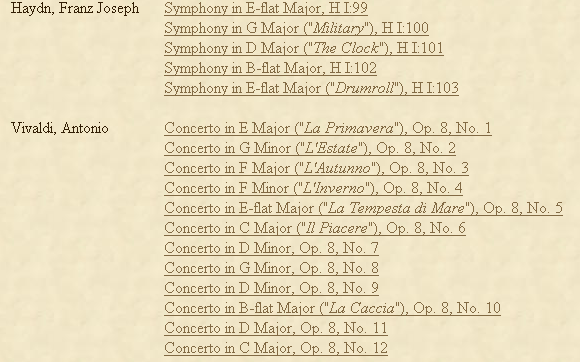 Haydn, Franz Joseph Symphony in E-flat Major, H I:99
Symphony in G Major ("Military"), H I:100
Symphony in D Major ("The Clock"), H I:101
Symphony in B-flat Major, H I:102
Symphony in E-flat Major ("Drumroll"), H I:103
Vivaldi, Antonio Concerto in E Major ("La Primavera"), Op. 8, No. 1
Concerto in G Minor ("L'Estate"), Op. 8, No. 2
Concerto in F Major ("L'Autunno"), Op. 8, No. 3
Concerto in F Minor ("L'Inverno"), Op. 8, No. 4
Concerto in E-flat Major ("La Tempesta di Mare"), Op. 8, No. 5
Concerto in C Major ("Il Piacere"), Op. 8, No. 6
Concerto in D Minor, Op. 8, No. 7
Concerto in G Minor, Op. 8, No. 8
Concerto in D Minor, Op. 8, No. 9
Concerto in B-flat Major ("La Caccia"), Op. 8, No. 10
Concerto in D Major, Op. 8, No. 11
Concerto in C Major, Op. 8, No. 12